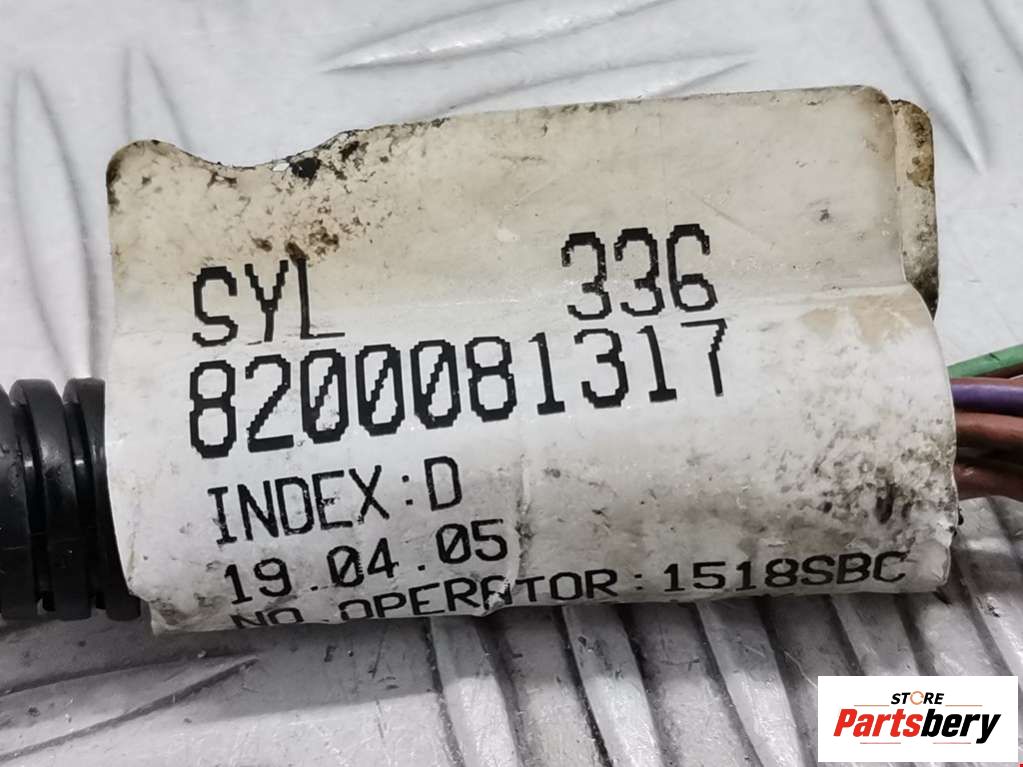 SYL 336
8200081317
INDEX:D
19.04.05
NO OPERATOR:1518SBC
STORE
Partsbery